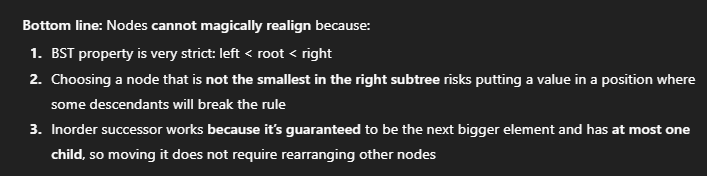 Bottom line: Nodes cannot magically realign because:
1. BST property is very strict: left < root < right
2. Choosing a node that is not the smallest in the right subtree risks putting a value in a position where
some descendants will break the rule
3. Inorder successor works because it’s guaranteed to be the next bigger element and has at most one
child, so moving it does not require rearranging other nodes